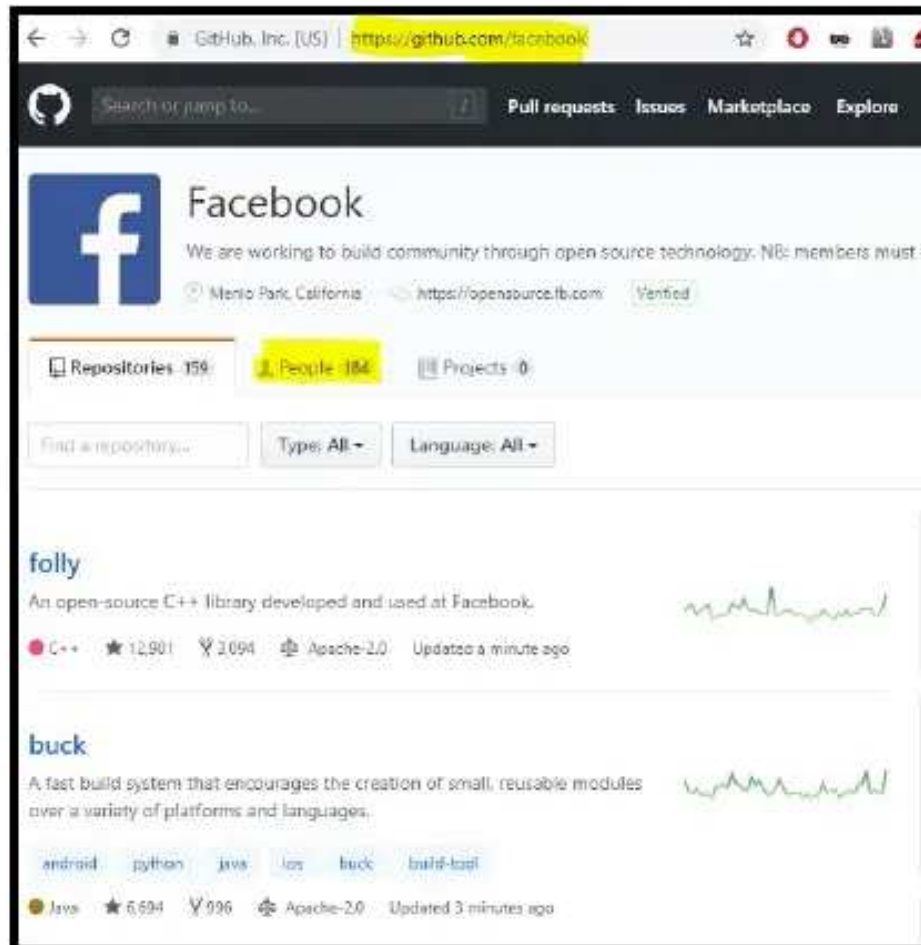 GitHub, Inc. [US] | https://github.com/facebook
Search or jump to... /
Pull requests Issues Marketplace Explore
Facebook
We are working to build community through open source technology. NB: members must
Menlo Park, California https://opensource.fb.com Verified
Repositories 159 People 184 Projects 0
Find a repository... Type: All Language: All
folly
An open-source C++ library developed and used at Facebook.
C++ 12,901 3,094 Apache-2.0 Updated a minute ago
buck
A fast build system that encourages the creation of small, reusable modules
over a variety of platforms and languages.
android python java ios buck build-tool
Java 6,694 996 Apache-2.0 Updated 3 minutes ago